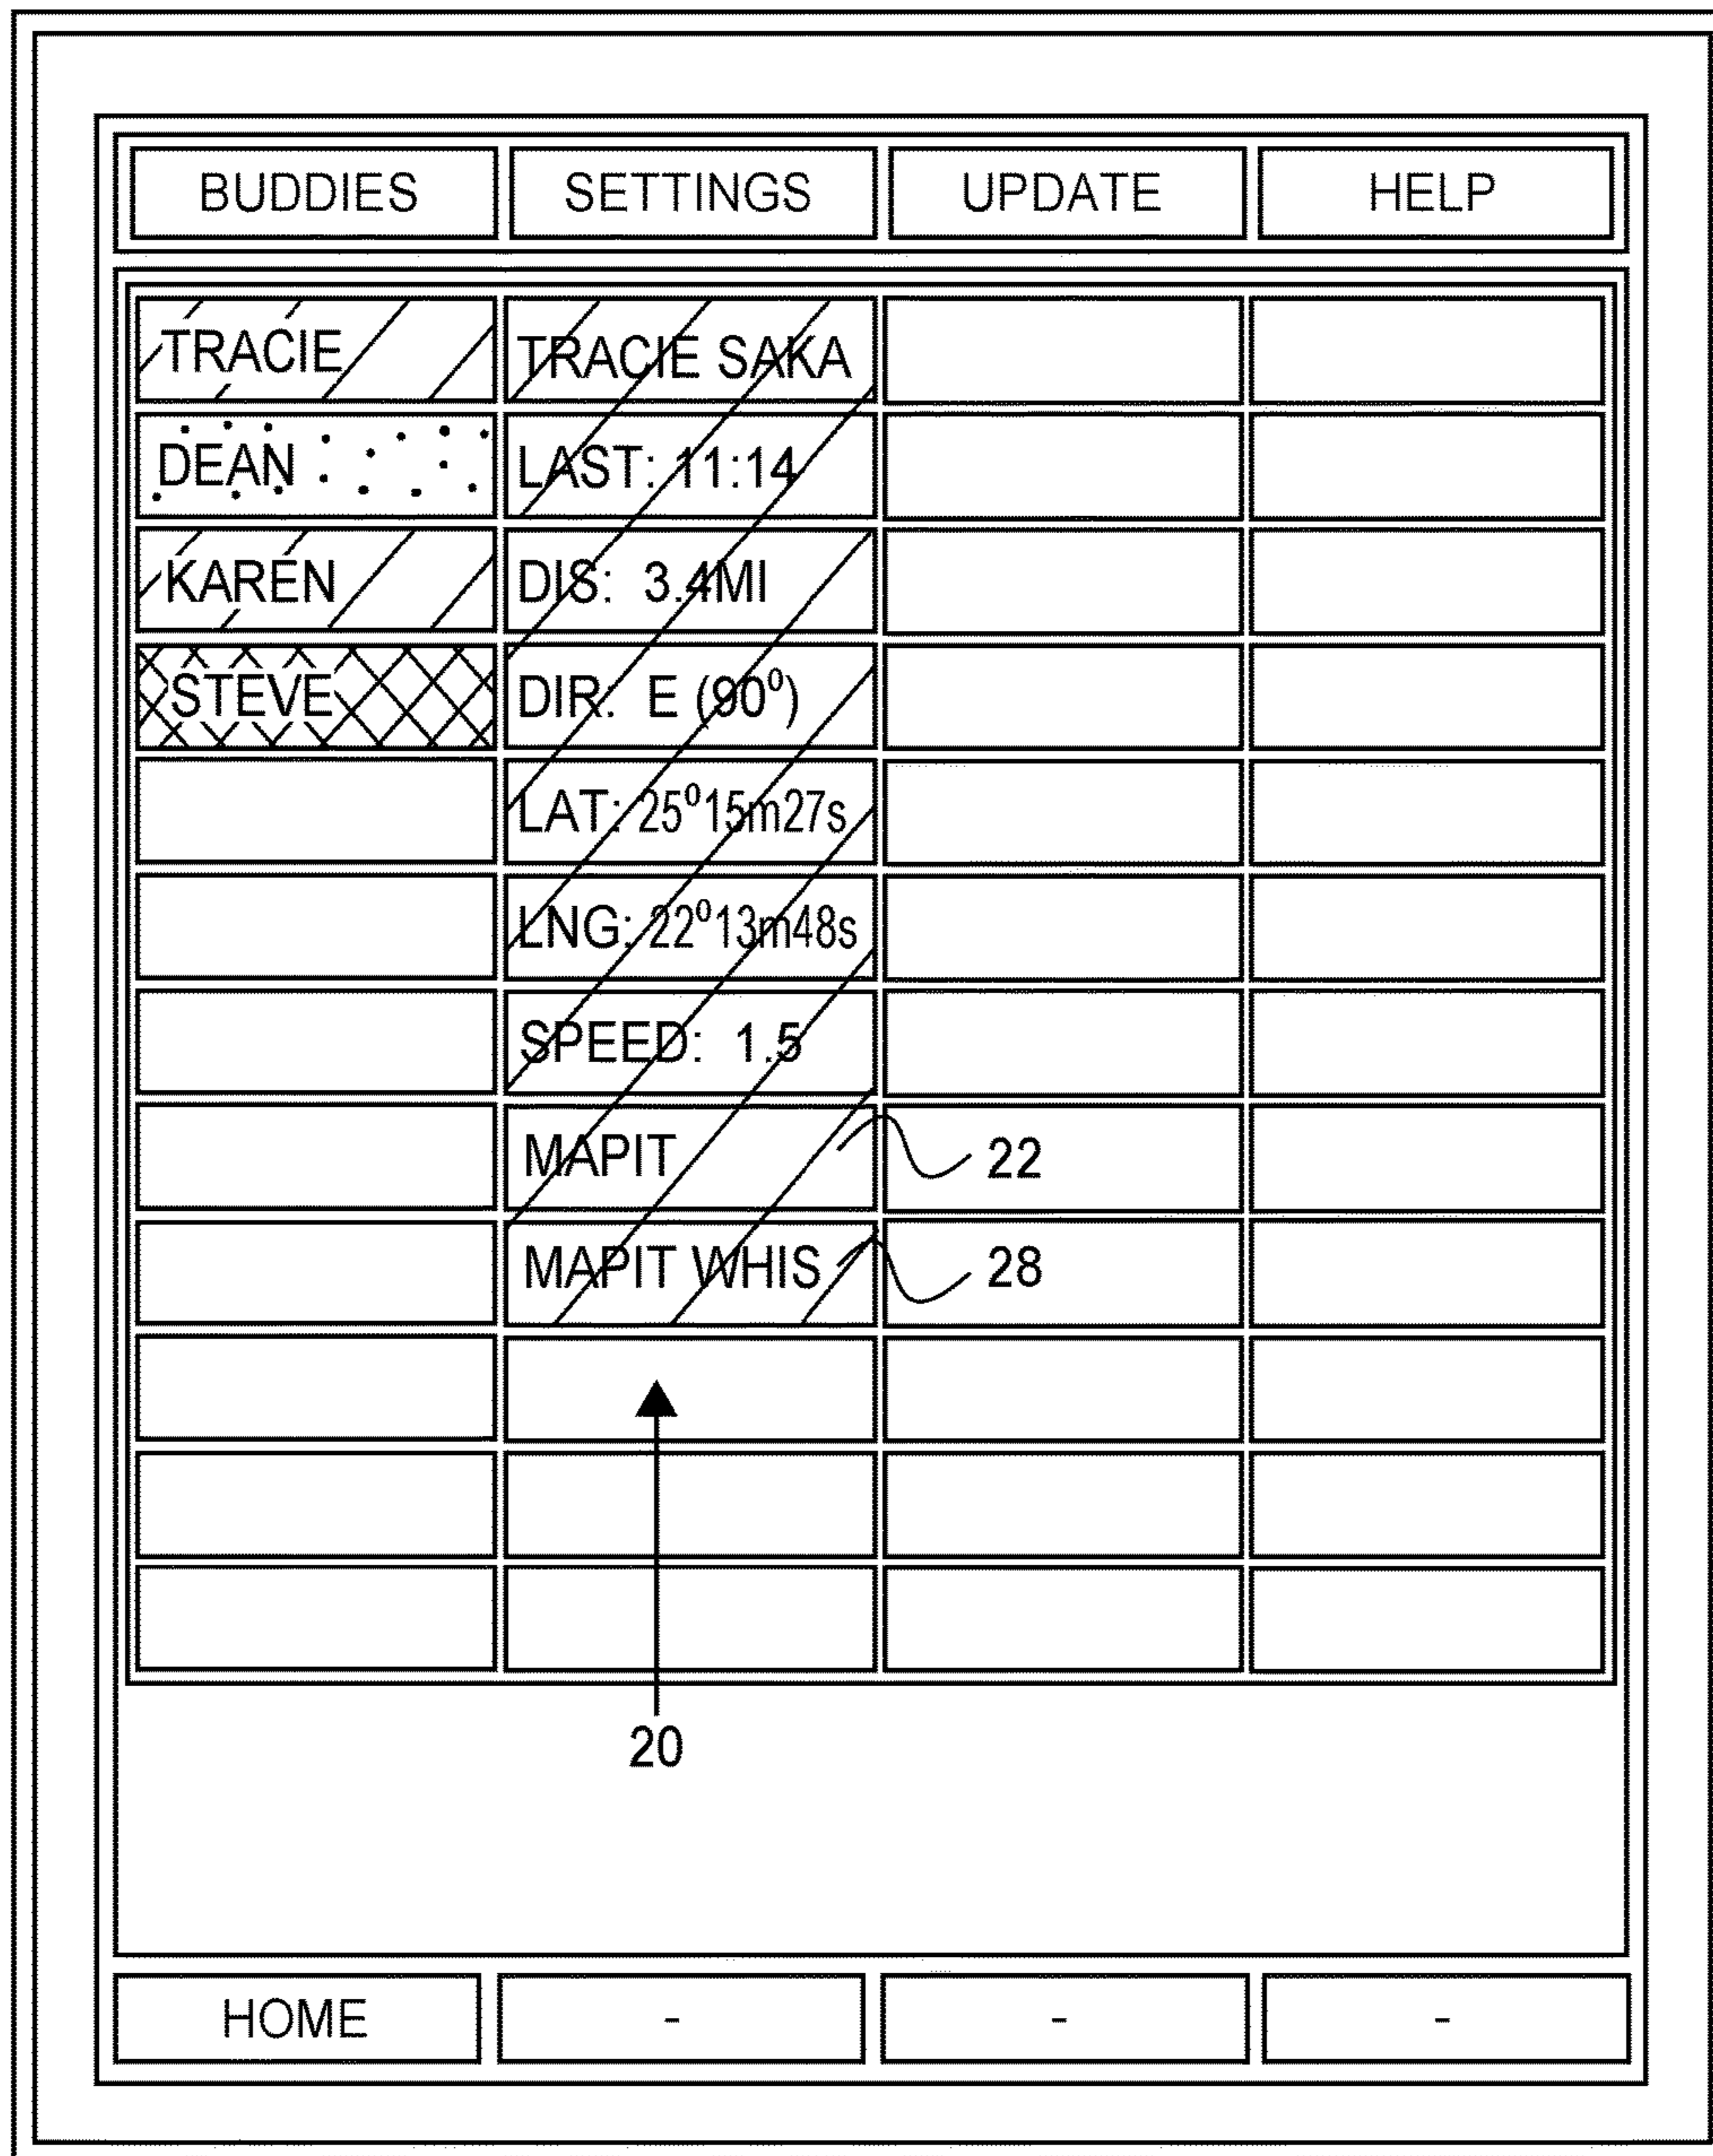 BUDDIES SETTINGS UPDATE HELP
TRACIE TRACIE SAKA
DEAN LAST: 11:14
KAREN DIS: 3.4MI
STEVE DIR: E (90⁰)
LAT: 25⁰15m27s
LNG: 22⁰13m48s
SPEED: 1.5
MAPIT 22
MAPIT WHIS 28
20
HOME - - -